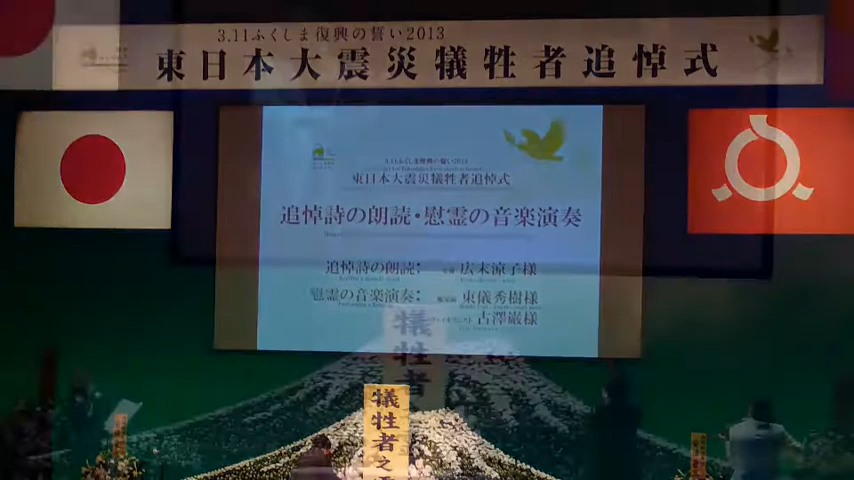 3.11ふくしま復興の誓い2013
東日本大震災犠牲者追悼式
3.11ふくしま復興の誓い2013
東日本大震災犠牲者追悼式
追悼詩の朗読・慰霊の音楽演奏
追悼詩の朗読: 広末涼子様
慰霊の音楽演奏: 東儀秀樹様
古澤巌様
犠牲者
犠牲者之